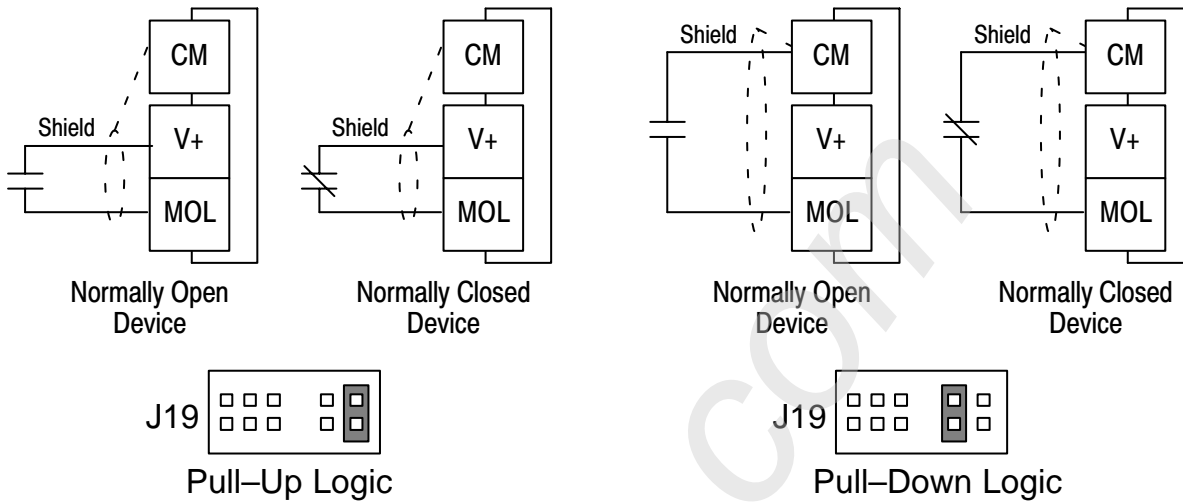 Shield
CM
V+
MOL
Normally Open
Device
Shield
CM
V+
MOL
Normally Closed
Device
J19
Pull–Up Logic
Shield
CM
V+
MOL
Normally Open
Device
Shield
CM
V+
MOL
Normally Closed
Device
J19
Pull–Down Logic
com